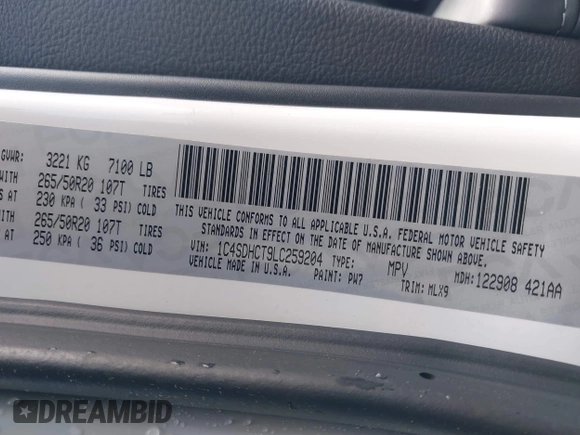 GVWR: 3221 KG 7100 LB
265/50R20 107T TIRES
AT 230 KPA ( 33 PSI) COLD
265/50R20 107T TIRES
AT 250 KPA ( 36 PSI) COLD
THIS VEHICLE CONFORMS TO ALL APPLICABLE U.S.A. FEDERAL MOTOR VEHICLE SAFETY
STANDARDS IN EFFECT ON THE DATE OF MANUFACTURE SHOWN ABOVE.
VIN: 1C4SDHCT9LC259204 TYPE: MPV MDH:122908 421AA
VEHICLE MADE IN U.S.A. PAINT: PW7 TRIM: MLX9
DREAMBID